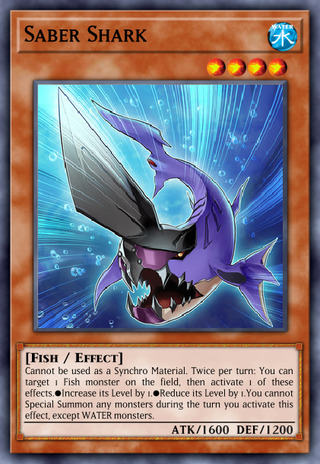 Saber Shark
WATER
水
[Fish / Effect]
Cannot be used as a Synchro Material. Twice per turn: You can
target 1 Fish monster on the field, then activate 1 of these
effects.●Increase its Level by 1.●Reduce its Level by 1.You cannot
Special Summon any monsters during the turn you activate this
effect, except WATER monsters.
ATK/1600 DEF/1200